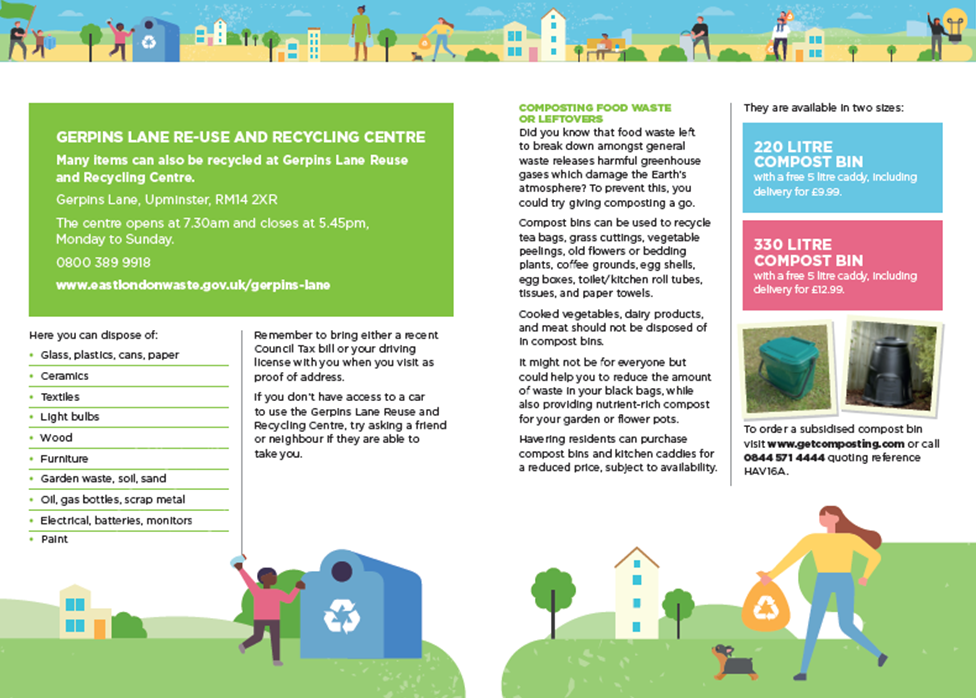 GERPINS LANE RE-USE AND RECYCLING CENTRE
Many items can also be recycled at Gerpins Lane Reuse
and Recycling Centre.
Gerpins Lane, Upminster, RM14 2XR
The centre opens at 7.30am and closes at 5.45pm,
Monday to Sunday.
0800 389 9918
www.eastlondonwaste.gov.uk/gerpins-lane
Here you can dispose of:
• Glass, plastics, cans, paper
• Ceramics
• Textiles
• Light bulbs
• Wood
• Furniture
• Garden waste, soil, sand
• Oil, gas bottles, scrap metal
• Electrical, batteries, monitors
• Paint
Remember to bring either a recent
Council Tax bill or your driving
license with you when you visit as
proof of address.
If you don't have access to a car
to use the Gerpins Lane Reuse and
Recycling Centre, try asking a friend
or neighbour if they are able to
take you.
COMPOSTING FOOD WASTE
OR LEFTOVERS
Did you know that food waste left
to break down amongst general
waste releases harmful greenhouse
gases which damage the Earth's
atmosphere? To prevent this, you
could try giving composting a go.
Compost bins can be used to recycle
tea bags, grass cuttings, vegetable
peelings, old flowers or bedding
plants, coffee grounds, egg shells,
egg boxes, toilet/kitchen roll tubes,
tissues, and paper towels.
Cooked vegetables, dairy products,
and meat should not be disposed of
in compost bins.
It might not be for everyone but
could help you to reduce the amount
of waste in your black bags, while
also providing nutrient-rich compost
for your garden or flower pots.
Havering residents can purchase
compost bins and kitchen caddies for
a reduced price, subject to availability.
They are available in two sizes:
220 LITRE
COMPOST BIN
with a free 5 litre caddy, including
delivery for £9.99.
330 LITRE
COMPOST BIN
with a free 5 litre caddy, including
delivery for £12.99.
To order a subsidised compost bin
visit www.getcomposting.com or call
0844 571 4444 quoting reference
HAV16A.